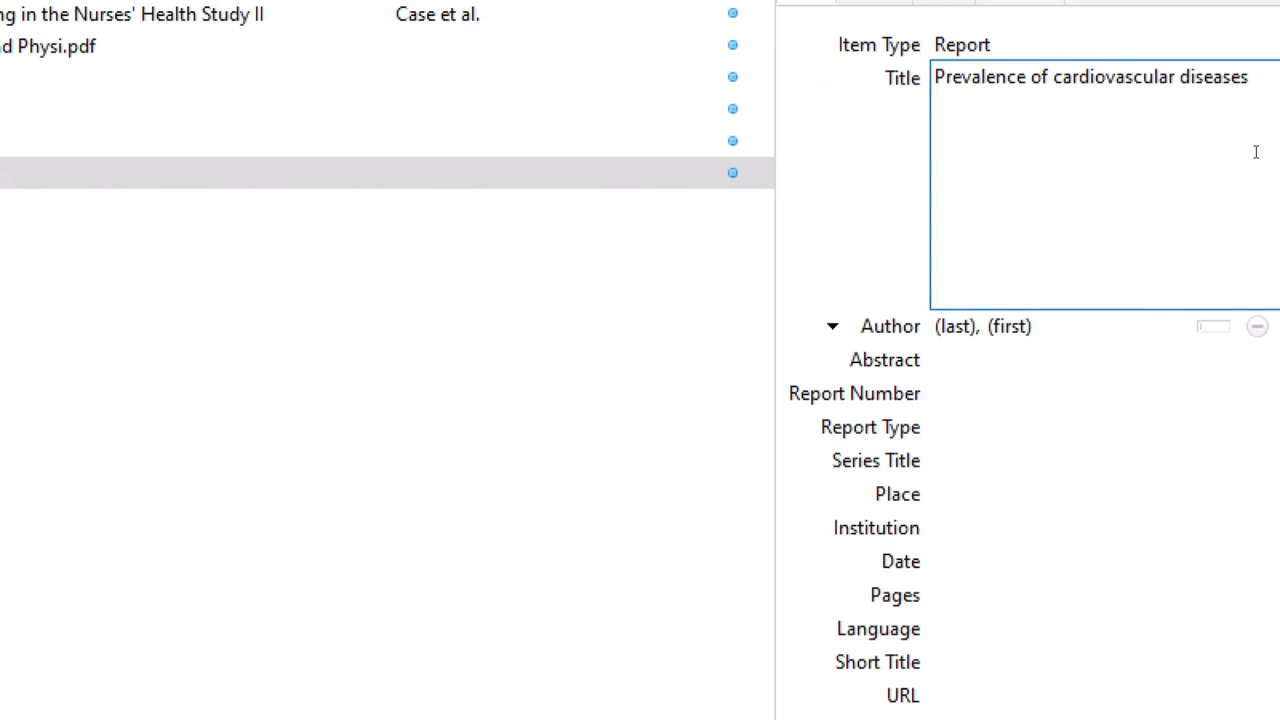 ng in the Nurses' Health Study II Case et al.
d Physi.pdf
Item Type Report
Title Prevalence of cardiovascular diseases
Author (last), (first)
Abstract
Report Number
Report Type
Series Title
Place
Institution
Date
Pages
Language
Short Title
URL